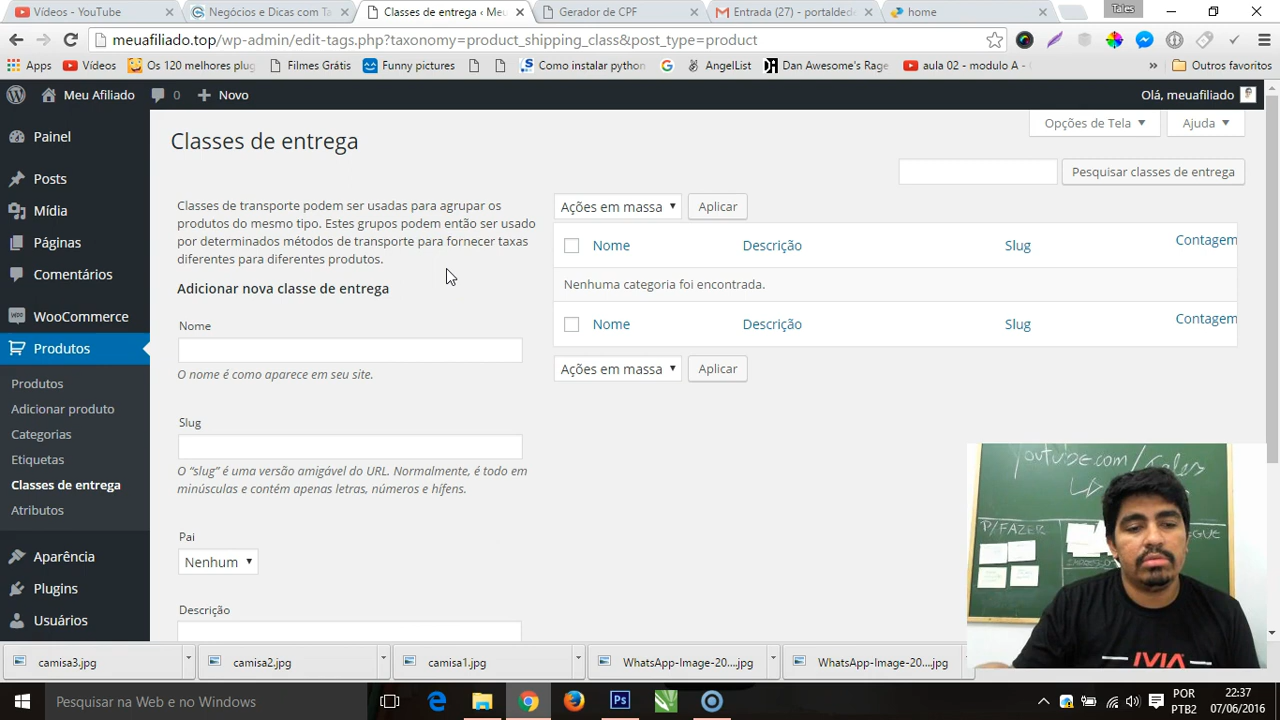 Vídeos - YouTube
Negócios e Dicas com Ta
Classes de entrega ‹ Meu
Gerador de CPF
Entrada (27) - portaldede
home
Tales
meuafiliado.top/wp-admin/edit-tags.php?taxonomy=product_shipping_class&post_type=product
Apps
Vídeos
Os 120 melhores plug
Filmes Grátis
Funny pictures
Como instalar python
AngelList
Dan Awesome's Rage
aula 02 - modulo A -
»
Outros favoritos
Meu Afiliado
0
Novo
Olá, meuafiliado
Opções de Tela
Ajuda
Painel
Posts
Mídia
Páginas
Comentários
WooCommerce
Produtos
Produtos
Adicionar produto
Categorias
Etiquetas
Classes de entrega
Atributos
Aparência
Plugins
Usuários
Classes de entrega
Pesquisar classes de entrega
Classes de transporte podem ser usadas para agrupar os
produtos do mesmo tipo. Estes grupos podem então ser usado
por determinados métodos de transporte para fornecer taxas
diferentes para diferentes produtos.
Adicionar nova classe de entrega
Nome
O nome é como aparece em seu site.
Slug
O “slug” é uma versão amigável do URL. Normalmente, é todo em
minúsculas e contém apenas letras, números e hífens.
Pai
Nenhum
Descrição
Ações em massa
Aplicar
Nome
Descrição
Slug
Contagem
Nenhuma categoria foi encontrada.
Nome
Descrição
Slug
Contagem
Ações em massa
Aplicar
Youtube.com/
P/FAZER
camisa3.jpg
camisa2.jpg
camisa1.jpg
WhatsApp-Image-20....jpg
WhatsApp-Image-20....jpg
Pesquisar na Web e no Windows
POR
PTB2
22:37
07/06/2016